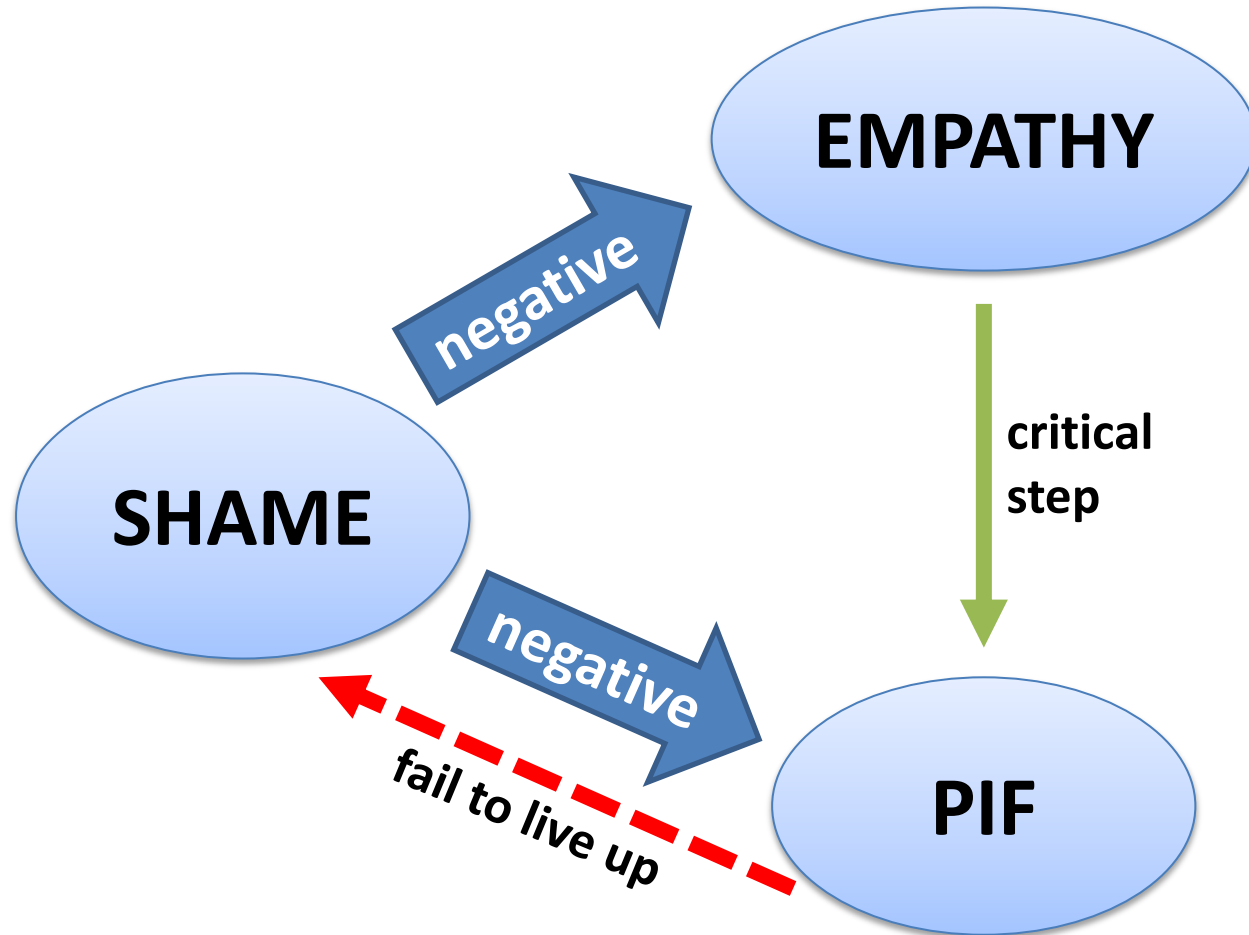 EMPATHY
negative
critical
step
SHAME
negative
fail to live up
PIF